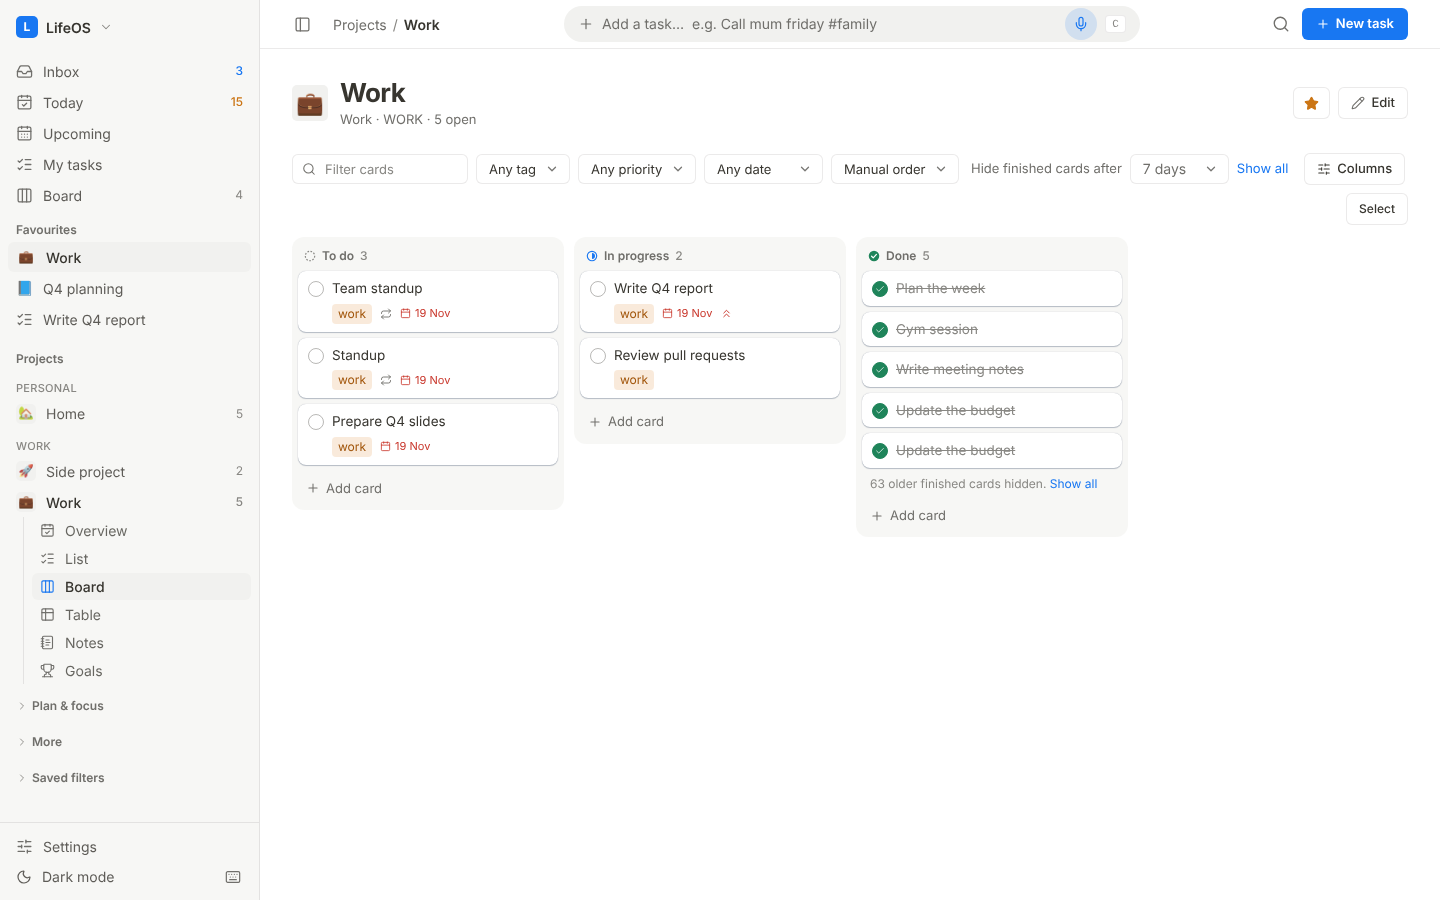 L LifeOS
Inbox 3
Today 15
Upcoming
My tasks
Board 4
Favourites
Work
Q4 planning
Write Q4 report
Projects
PERSONAL
Home 5
WORK
Side project 2
Work 5
Overview
List
Board
Table
Notes
Goals
Plan & focus
More
Saved filters
Settings
Dark mode
Projects / Work
Add a task... e.g. Call mum friday #family
C
New task
Work
Work · WORK · 5 open
Edit
Filter cards
Any tag
Any priority
Any date
Manual order
Hide finished cards after
7 days
Show all
Columns
Select
To do 3
Team standup
work 19 Nov
Standup
work 19 Nov
Prepare Q4 slides
work 19 Nov
Add card
In progress 2
Write Q4 report
work 19 Nov
Review pull requests
work
Add card
Done 5
Plan the week
Gym session
Write meeting notes
Update the budget
Update the budget
63 older finished cards hidden. Show all
Add card